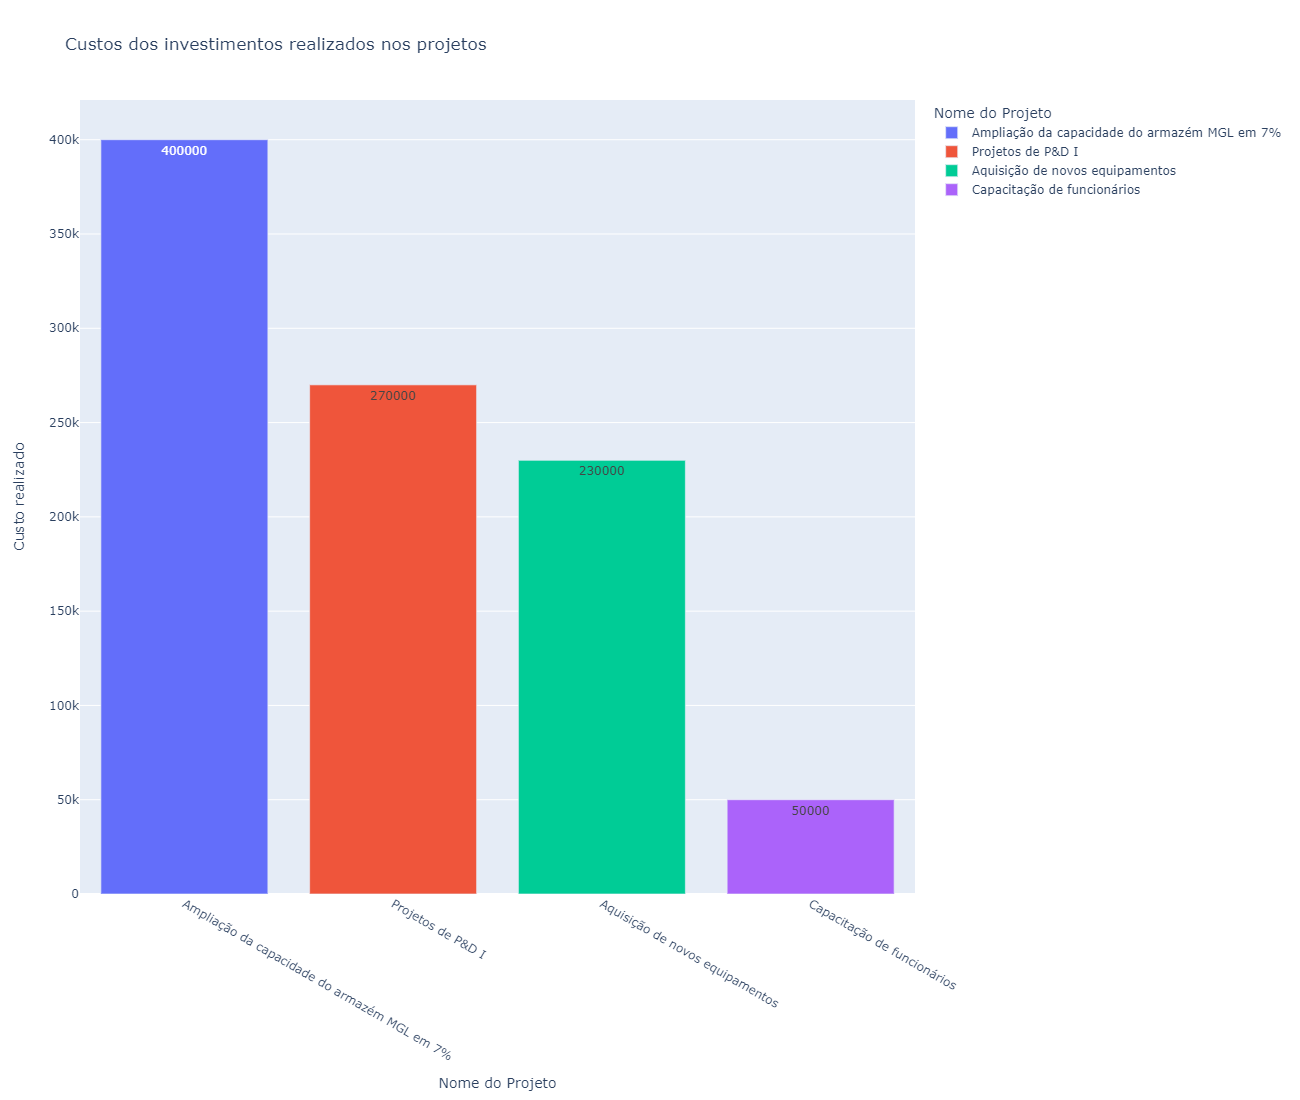 Custos dos investimentos realizados nos projetos
Nome do Projeto
Ampliação da capacidade do armazém MGL em 7%
Projetos de P&D I
Aquisição de novos equipamentos
Capacitação de funcionários
Custo realizado
400k
350k
300k
250k
200k
150k
100k
50k
0
400000
270000
230000
50000
Ampliação da capacidade do armazém MGL em 7%
Projetos de P&D I
Aquisição de novos equipamentos
Capacitação de funcionários
Nome do Projeto